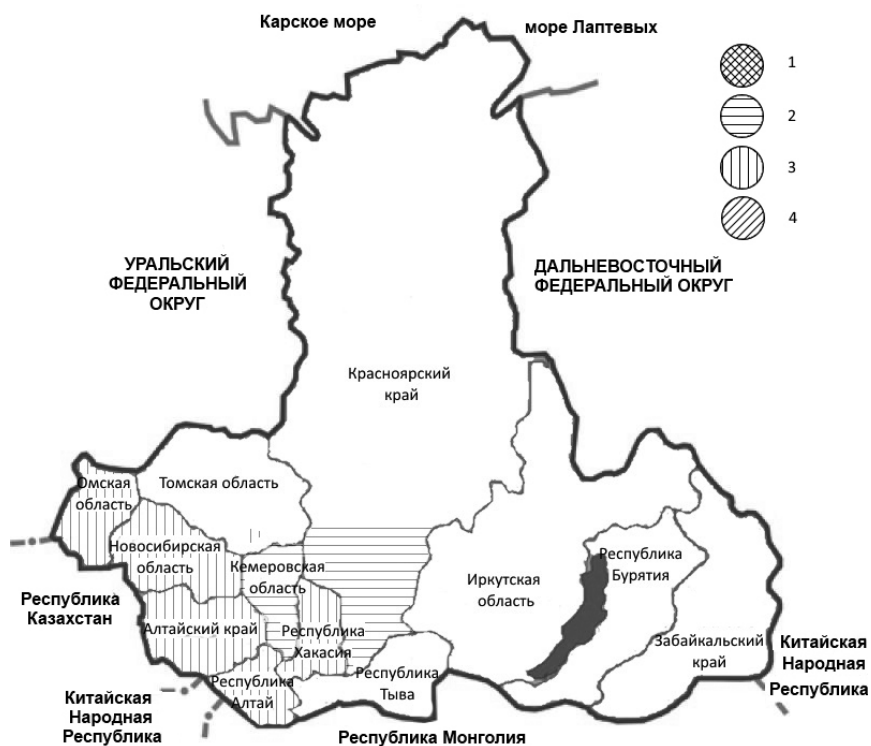 Карское море
море Лаптевых
1
2
3
4
УРАЛЬСКИЙ
ФЕДЕРАЛЬНЫЙ
ОКРУГ
ДАЛЬНЕВОСТОЧНЫЙ
ФЕДЕРАЛЬНЫЙ ОКРУГ
Красноярский
край
Омская
область
Томская область
Новосибирская
область
Кемеровская
область
Иркутская
область
Республика
Бурятия
Республика
Казахстан
Алтайский край
Республика
Хакасия
Забайкальский
край
Китайская
Народная
Республика
Республика
Алтай
Республика
Тыва
Китайская
Народная
Республика
Республика Монголия